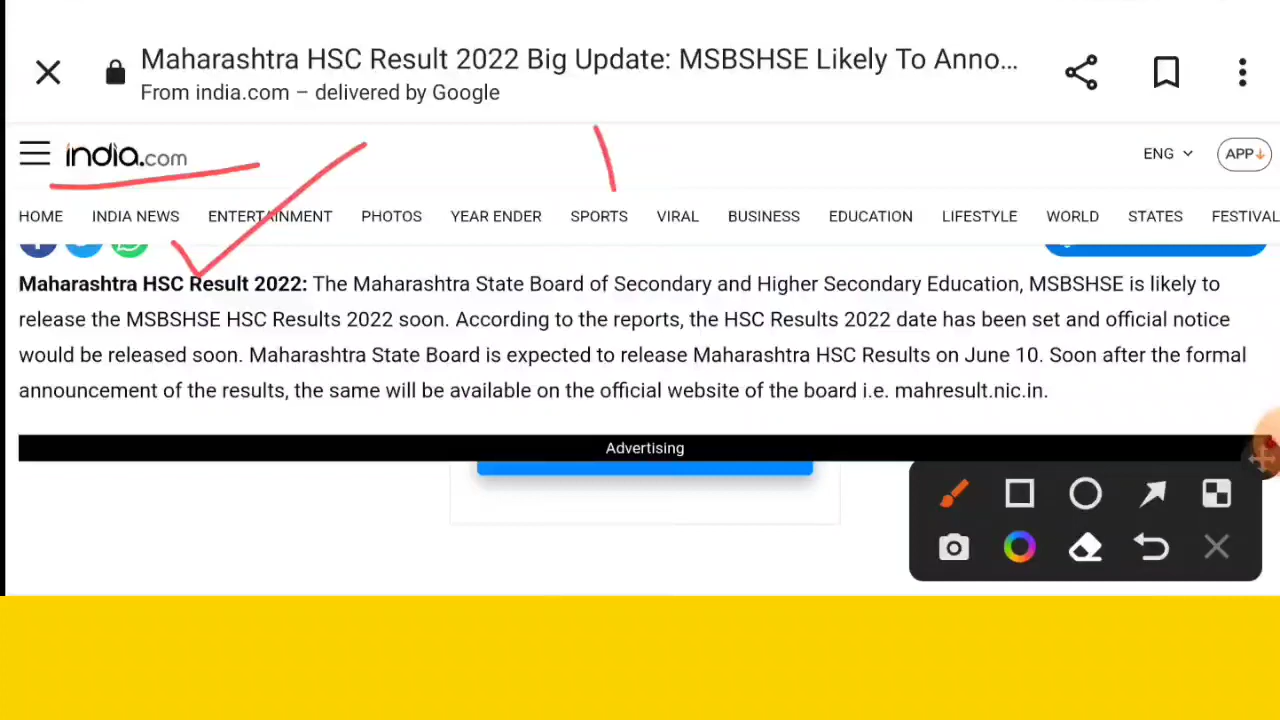 Maharashtra HSC Result 2022 Big Update: MSBSHSE Likely To Anno...
From india.com – delivered by Google
india.com
ENG
APP
HOME INDIA NEWS ENTERTAINMENT PHOTOS YEAR ENDER SPORTS VIRAL BUSINESS EDUCATION LIFESTYLE WORLD STATES FESTIVAL
Maharashtra HSC Result 2022: The Maharashtra State Board of Secondary and Higher Secondary Education, MSBSHSE is likely to
release the MSBSHSE HSC Results 2022 soon. According to the reports, the HSC Results 2022 date has been set and official notice
would be released soon. Maharashtra State Board is expected to release Maharashtra HSC Results on June 10. Soon after the formal
announcement of the results, the same will be available on the official website of the board i.e. mahresult.nic.in.
Advertising